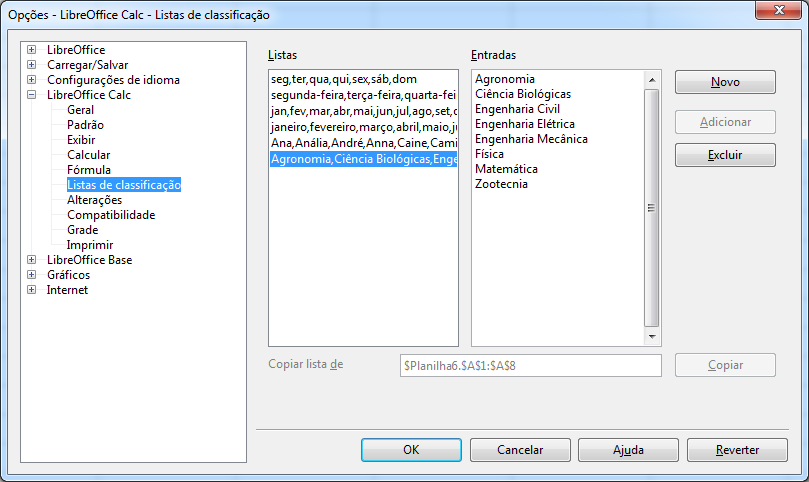 Opções - LibreOffice Calc - Listas de classificação
LibreOffice
Carregar/Salvar
Configurações de idioma
LibreOffice Calc
Geral
Padrão
Exibir
Calcular
Fórmula
Listas de classificação
Alterações
Compatibilidade
Grade
Imprimir
LibreOffice Base
Gráficos
Internet
Listas
seg,ter,qua,qui,sex,sáb,dom
segunda-feira,terça-feira,quarta-fei
jan,fev,mar,abr,mai,jun,jul,ago,set,o
janeiro,fevereiro,março,abril,maio,ju
Ana,Anália,André,Anna,Caine,Cami
Agronomia,Ciência Biológicas,Enge
Entradas
Agronomia
Ciência Biológicas
Engenharia Civil
Engenharia Elétrica
Engenharia Mecânica
Física
Matemática
Zootecnia
Novo
Adicionar
Excluir
Copiar lista de
$Planilha6.$A$1:$A$8
Copiar
OK
Cancelar
Ajuda
Reverter